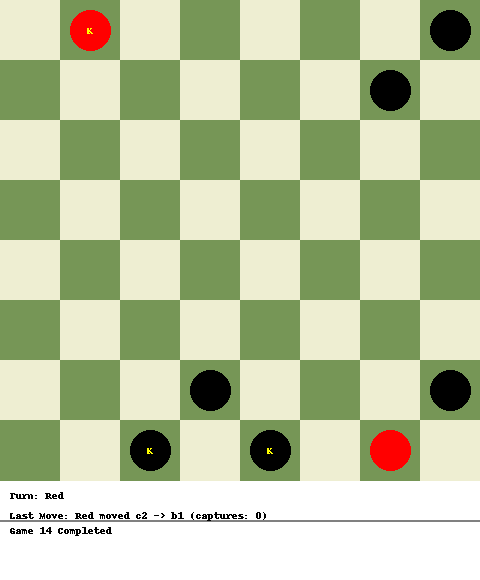 K
K K
Turn: Red
Last Move: Red moved c2 -> b1 (captures: 0)
Game 14 Completed